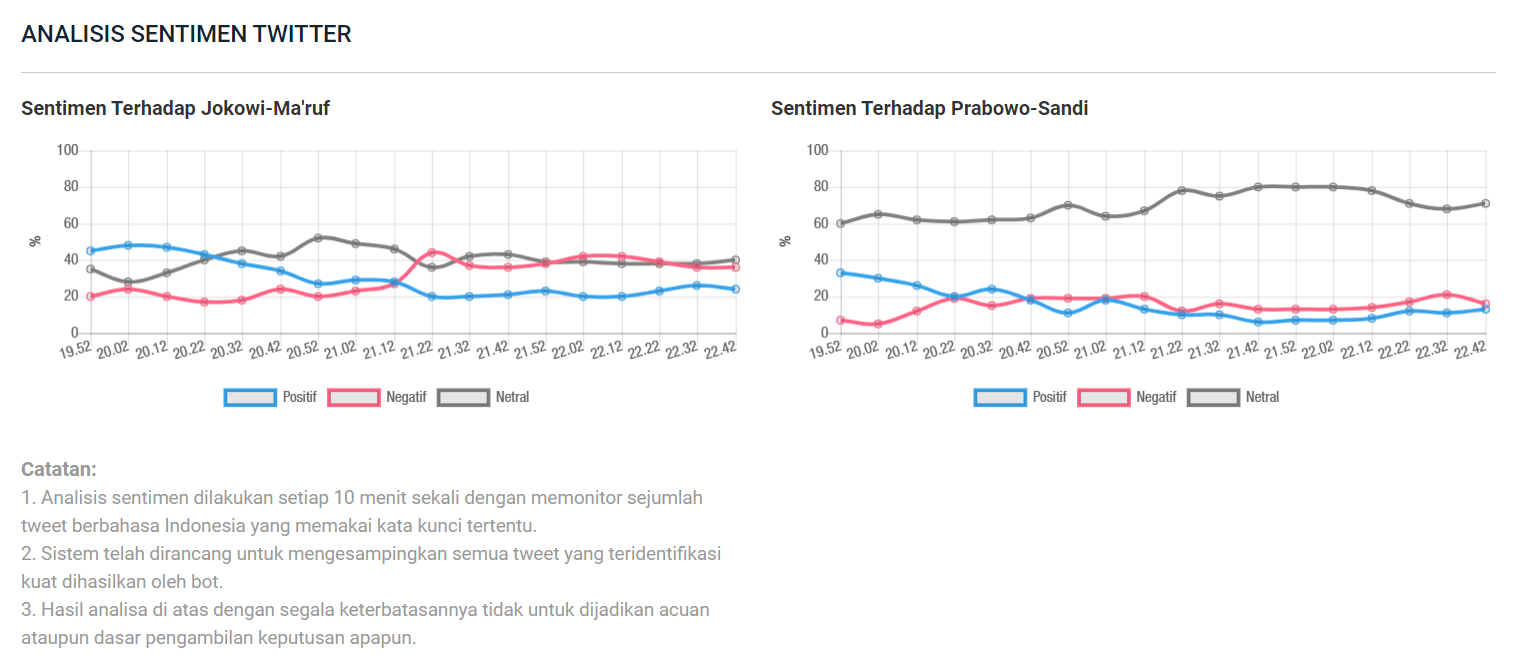 ANALISIS SENTIMEN TWITTER
Sentimen Terhadap Jokowi-Ma'ruf
100
80
60
40
20
0
%
19.52 20.02 20.12 20.22 20.32 20.42 20.52 21.02 21.12 21.22 21.32 21.42 21.52 22.02 22.12 22.22 22.32 22.42
Positif Negatif Netral
Sentimen Terhadap Prabowo-Sandi
100
80
60
40
20
0
%
19.52 20.02 20.12 20.22 20.32 20.42 20.52 21.02 21.12 21.22 21.32 21.42 21.52 22.02 22.12 22.22 22.32 22.42
Positif Negatif Netral
Catatan:
1. Analisis sentimen dilakukan setiap 10 menit sekali dengan memonitor sejumlah
tweet berbahasa Indonesia yang memakai kata kunci tertentu.
2. Sistem telah dirancang untuk mengesampingkan semua tweet yang teridentifikasi
kuat dihasilkan oleh bot.
3. Hasil analisa di atas dengan segala keterbatasannya tidak untuk dijadikan acuan
ataupun dasar pengambilan keputusan apapun.